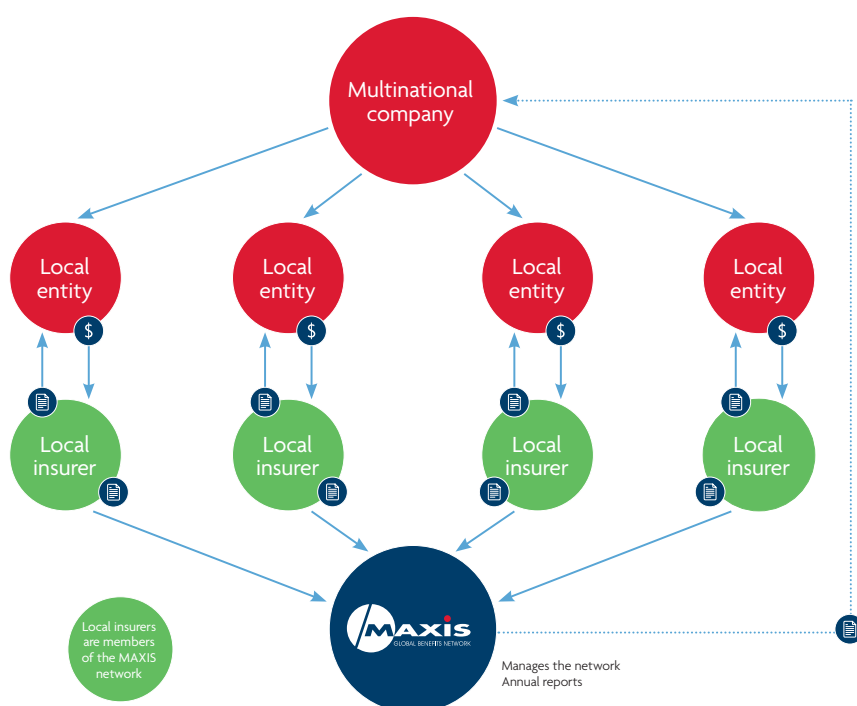 Multinational
company
Local
entity
Local
entity
Local
entity
Local
entity
$
$
$
$
Local
insurer
Local
insurer
Local
insurer
Local
insurer
Local insurers
are members
of the MAXIS
network
MAXIS
GLOBAL BENEFITS NETWORK
Manages the network
Annual reports